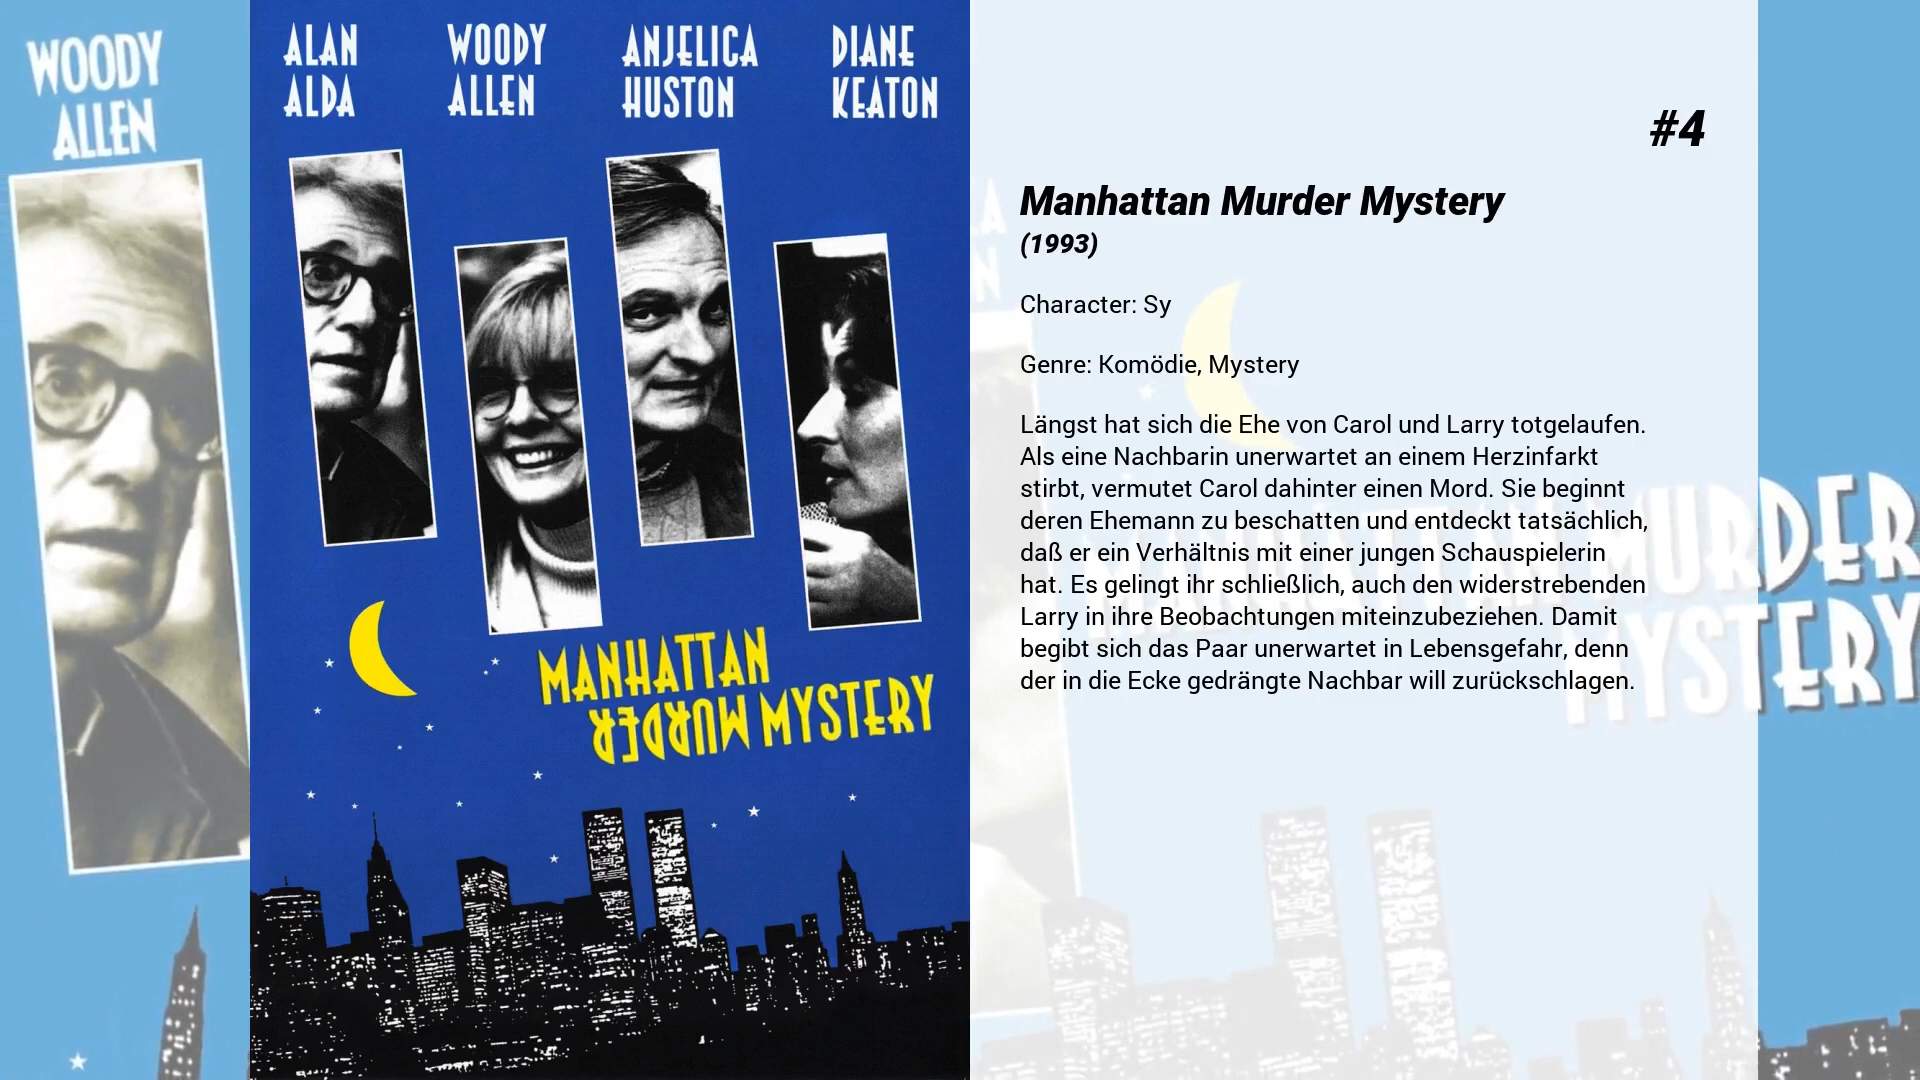 WOODY
ALLEN
ALAN
ALDA
WOODY
ALLEN
ANJELICA
HUSTON
DIANE
KEATON
MANHATTAN
MURDER MYSTERY
#4
Manhattan Murder Mystery
(1993)
Character: Sy
Genre: Komödie, Mystery
Längst hat sich die Ehe von Carol und Larry totgelaufen.
Als eine Nachbarin unerwartet an einem Herzinfarkt
stirbt, vermutet Carol dahinter einen Mord. Sie beginnt
deren Ehemann zu beschatten und entdeckt tatsächlich,
daß er ein Verhältnis mit einer jungen Schauspielerin
hat. Es gelingt ihr schließlich, auch den widerstrebenden
Larry in ihre Beobachtungen miteinzubeziehen. Damit
begibt sich das Paar unerwartet in Lebensgefahr, denn
der in die Ecke gedrängte Nachbar will zurückschlagen.
MURDER
MYSTERY